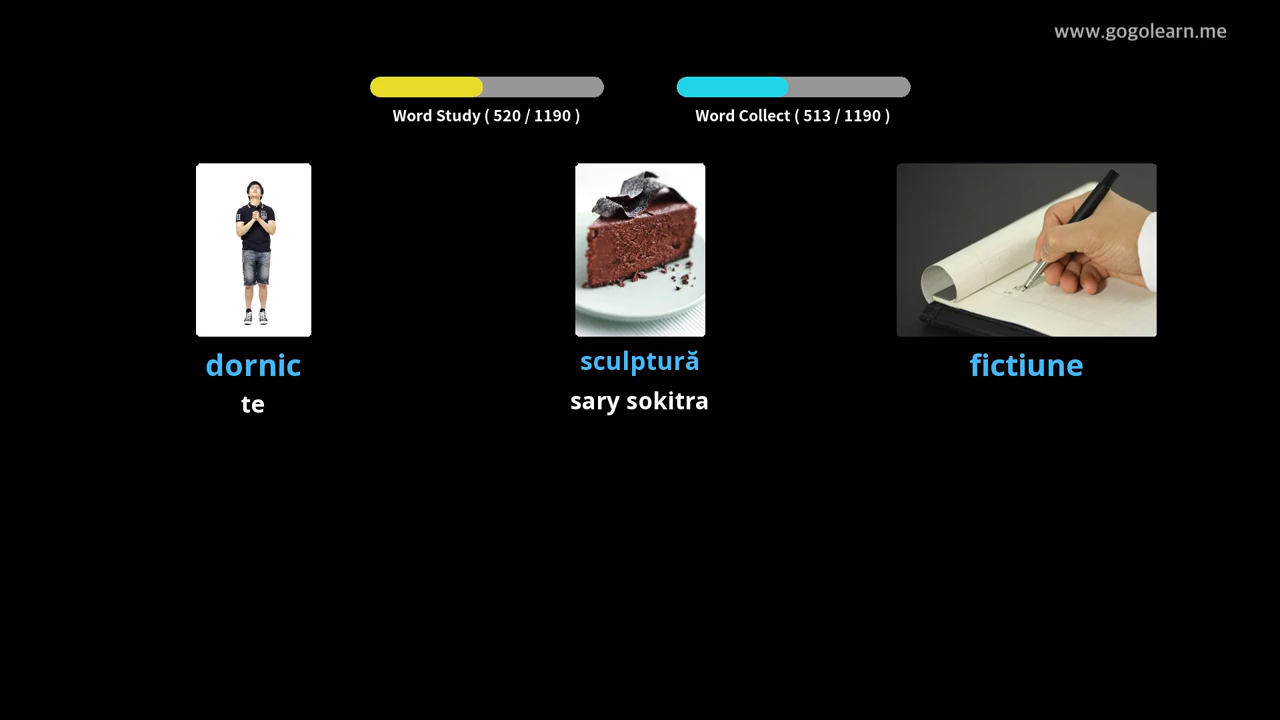 www.gogolearn.me
Word Study ( 520 / 1190 )
Word Collect ( 513 / 1190 )
dornic
te
sculptură
sary sokitra
fictiune